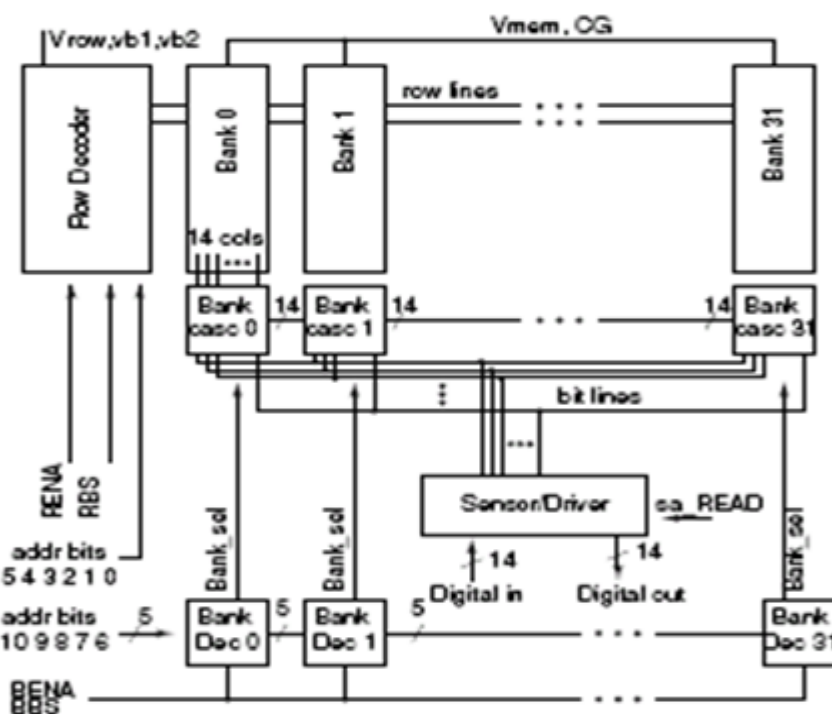 Vrow,vb1,vb2
Vmem, CG
Row Decoder
Bank 0
Bank 1
row lines
Bank 31
14 cols
Bank
casc 0
14
Bank
casc 1
14
14
Bank
casc 31
bit lines
RENA
RBS
Bank_sel
Bank_sel
Bank_sel
Sensor/Driver
sa_READ
14
14
Digital in
Digital out
addr bits
5 4 3 2 1 0
addr bits
10 9 8 7 6
5
Bank
Dec 0
5
Bank
Dec 1
5
Bank
Dec 31
BENA
BBS